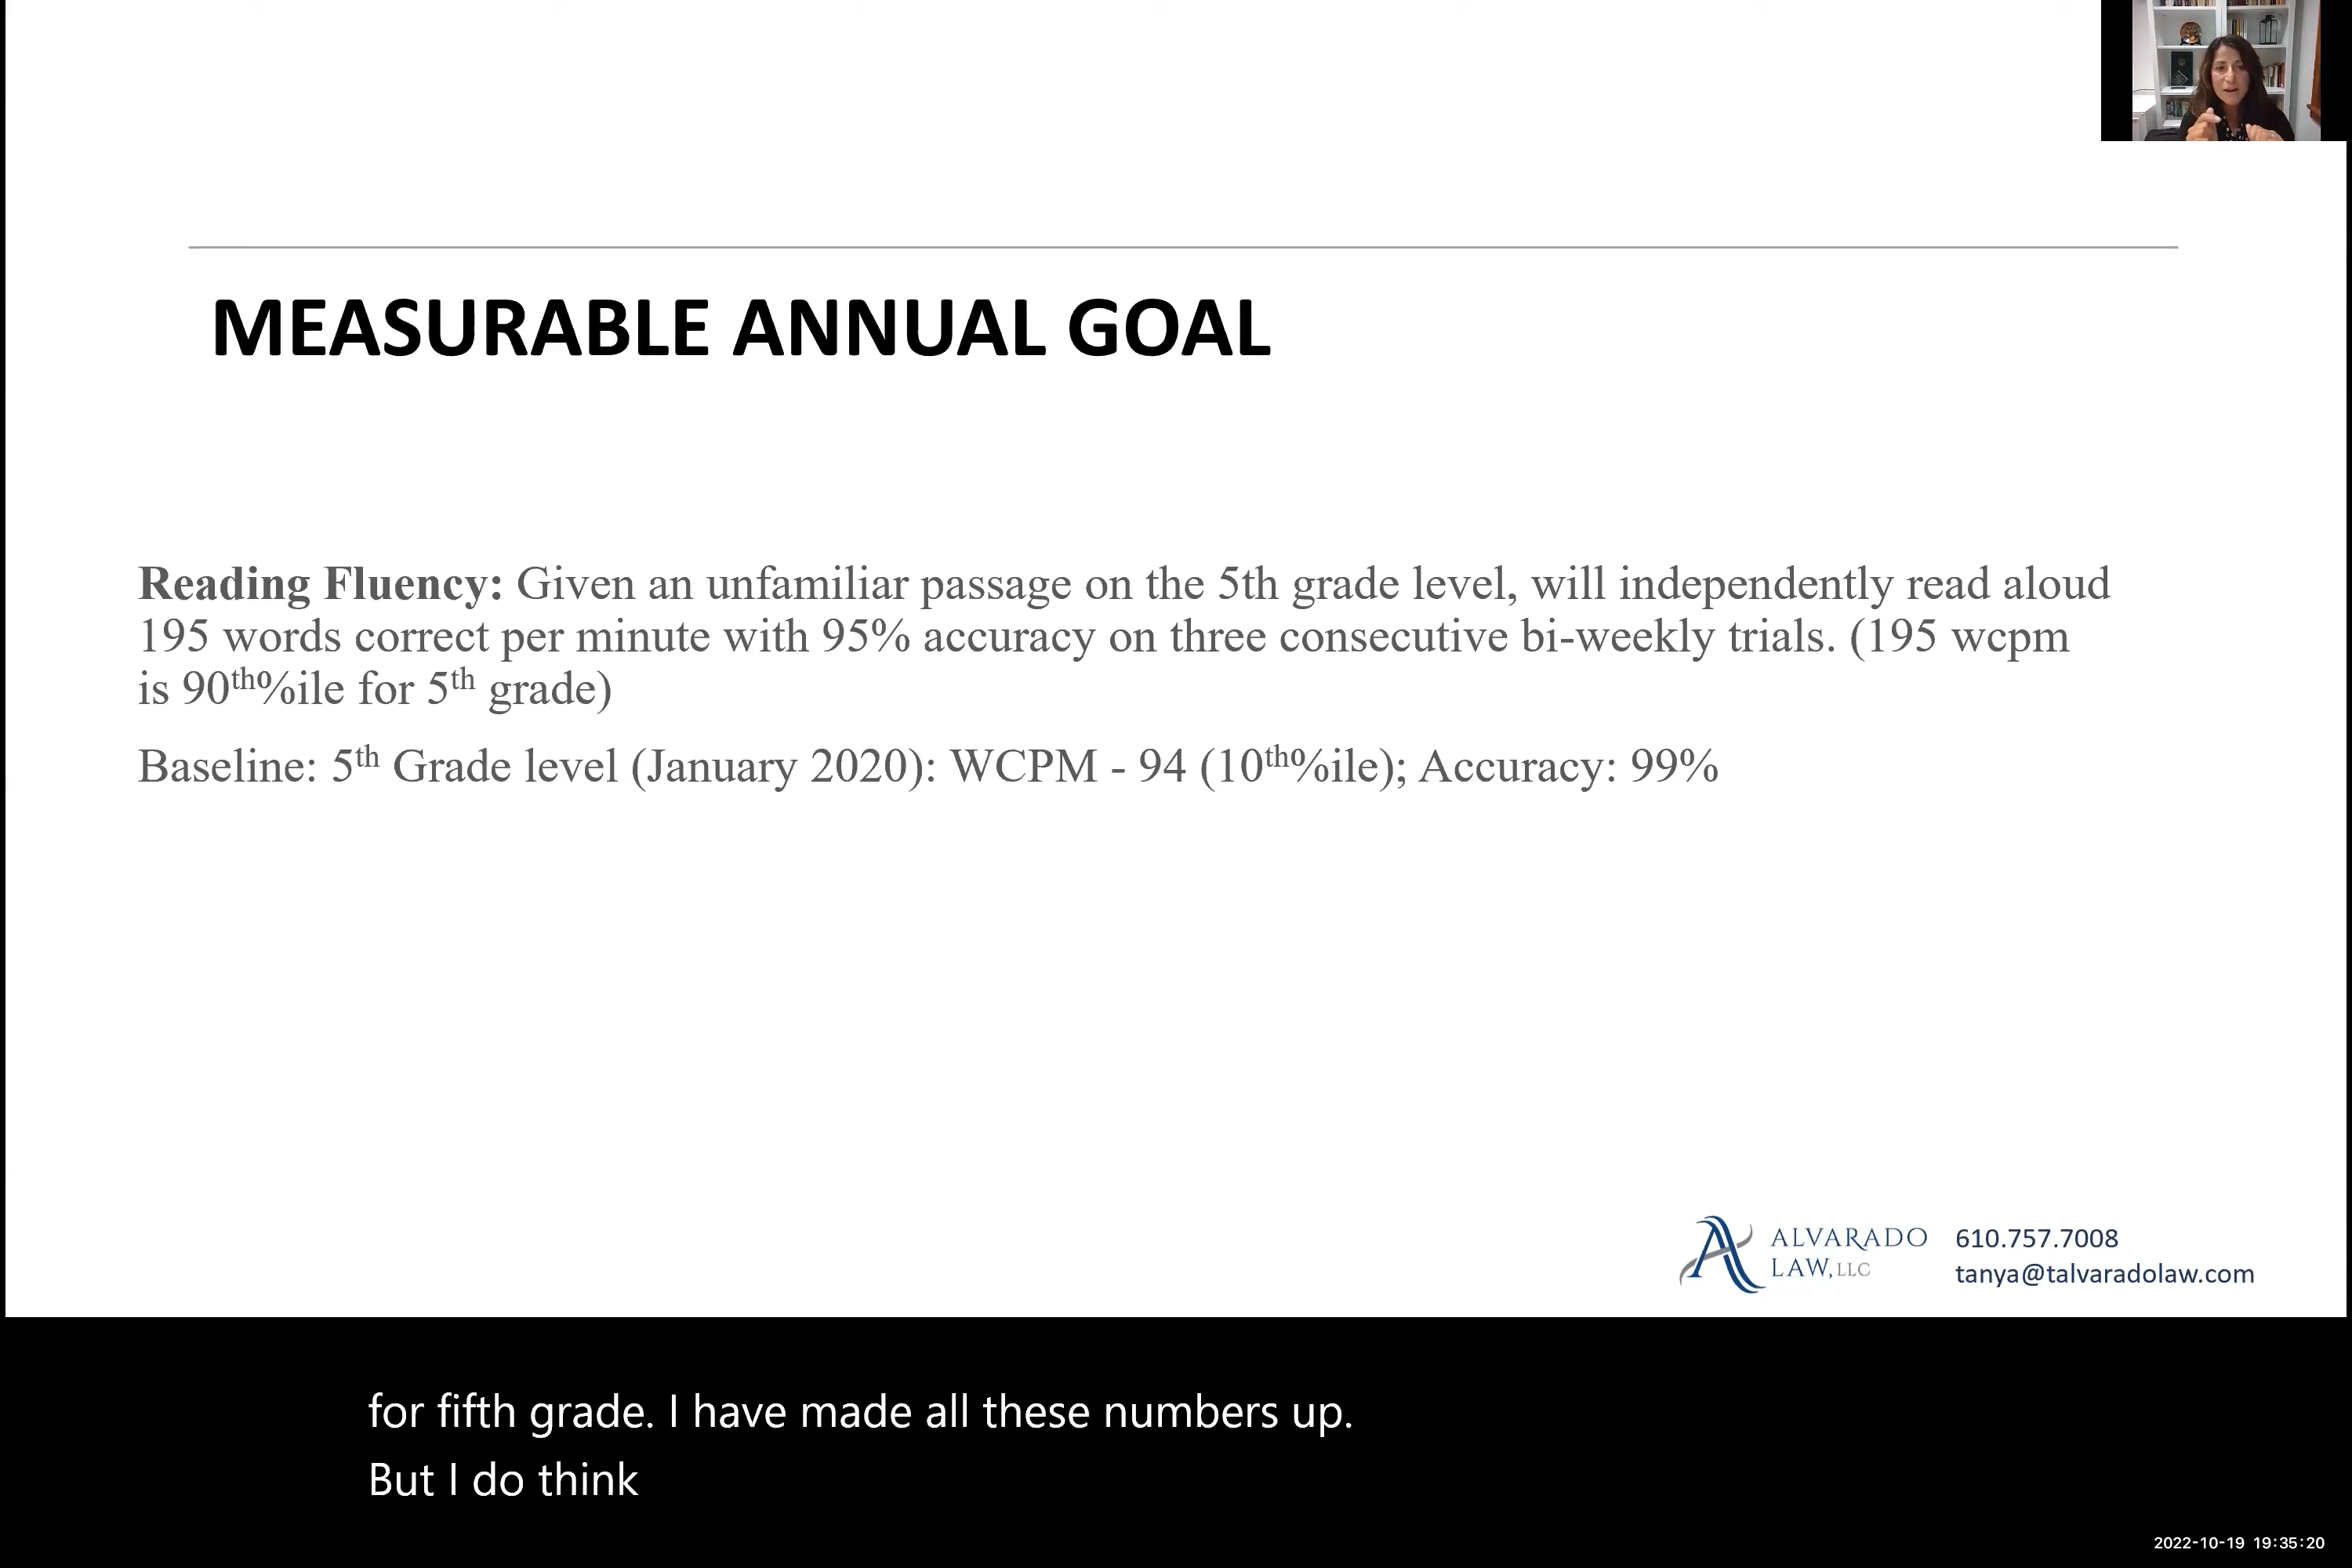 MEASURABLE ANNUAL GOAL
Reading Fluency: Given an unfamiliar passage on the 5th grade level, will independently read aloud
195 words correct per minute with 95% accuracy on three consecutive bi-weekly trials. (195 wcpm
is 90th%ile for 5th grade)
Baseline: 5th Grade level (January 2020): WCPM - 94 (10th%ile); Accuracy: 99%
ALVARADO
LAW, LLC
610.757.7008
tanya@talvaradolaw.com
for fifth grade. I have made all these numbers up.
But I do think
2022-10-19 19:35:20